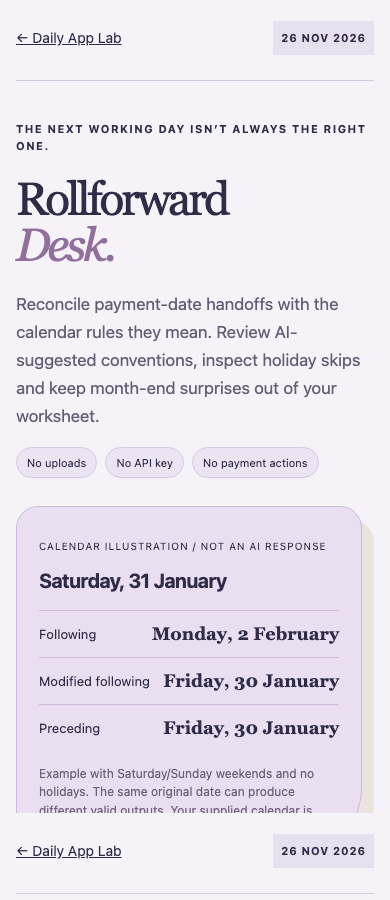 ← Daily App Lab
26 NOV 2026
THE NEXT WORKING DAY ISN’T ALWAYS THE RIGHT
ONE.
Rollforward
Desk.
Reconcile payment-date handoffs with the
calendar rules they mean. Review AI-
suggested conventions, inspect holiday skips
and keep month-end surprises out of your
worksheet.
No uploads
No API key
No payment actions
CALENDAR ILLUSTRATION / NOT AN AI RESPONSE
Saturday, 31 January
Following Monday, 2 February
Modified following Friday, 30 January
Preceding Friday, 30 January
Example with Saturday/Sunday weekends and no
holidays. The same original date can produce
different valid outputs. Your supplied calendar is
← Daily App Lab
26 NOV 2026